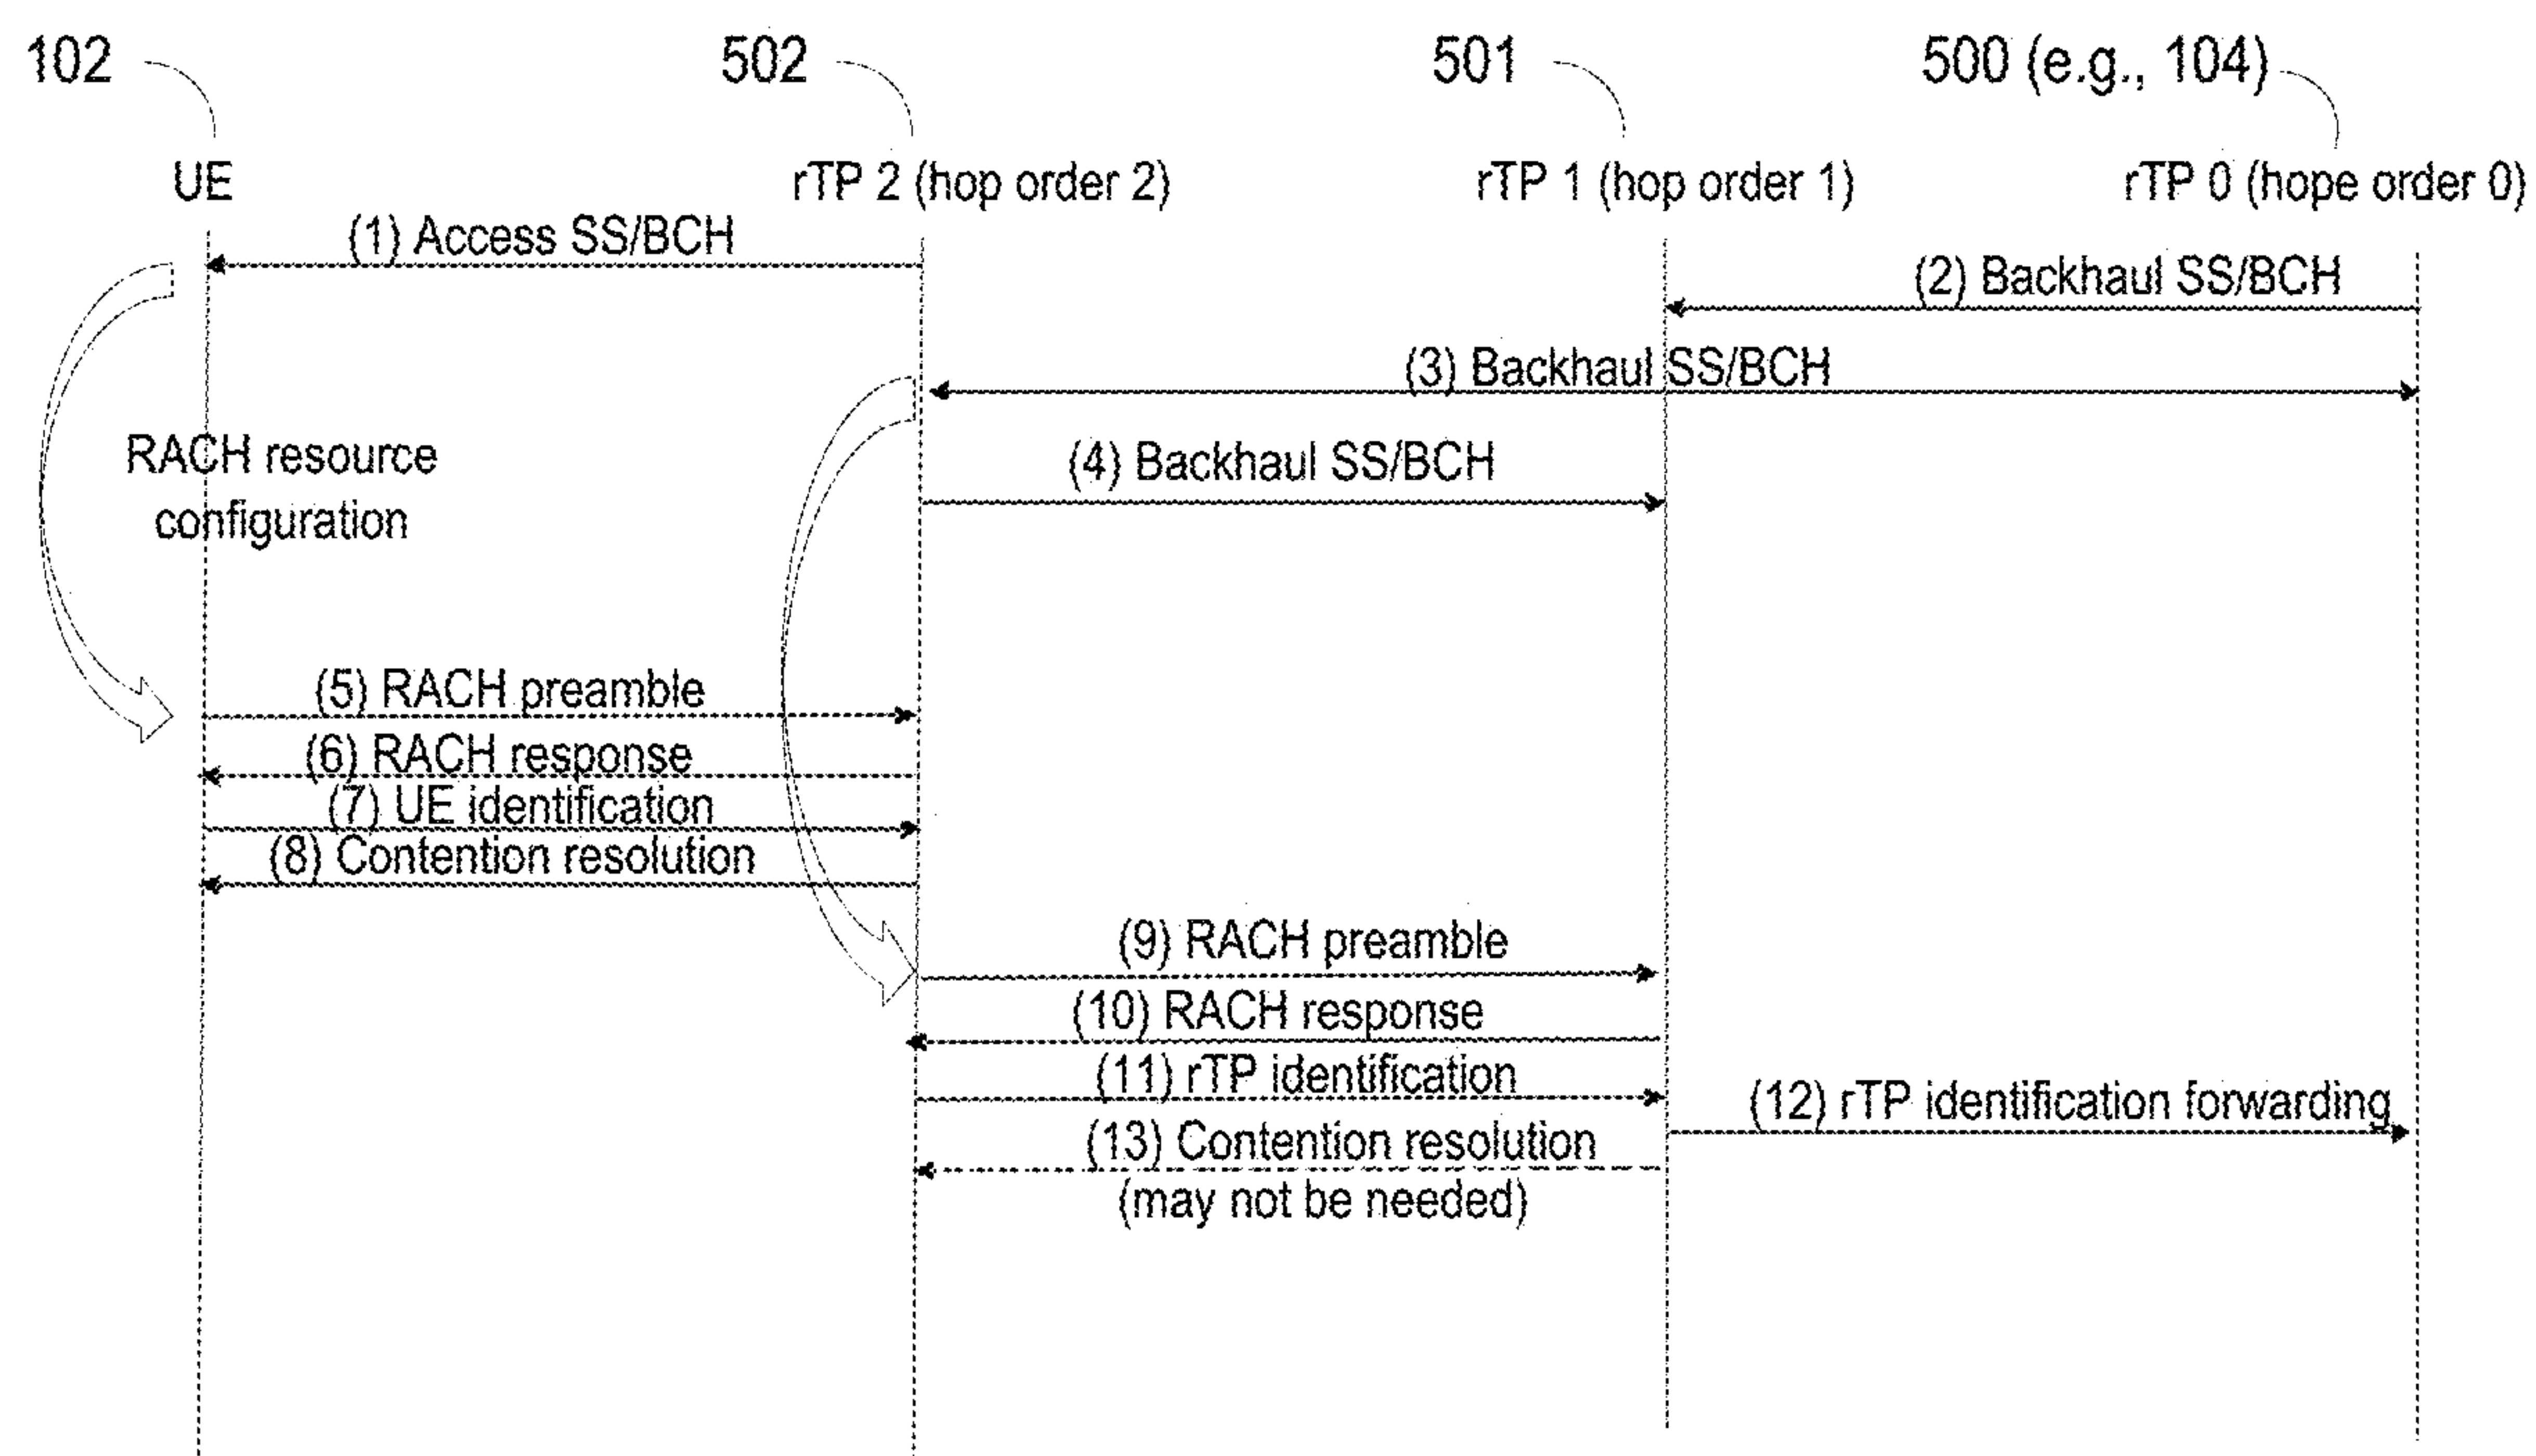 102
502
501
500 (e.g., 104)
UE
rTP 2 (hop order 2)
rTP 1 (hop order 1)
rTP 0 (hope order 0)
(1) Access SS/BCH
(2) Backhaul SS/BCH
(3) Backhaul SS/BCH
(4) Backhaul SS/BCH
RACH resource
configuration
(5) RACH preamble
(6) RACH response
(7) UE identification
(8) Contention resolution
(9) RACH preamble
(10) RACH response
(11) rTP identification
(12) rTP identification forwarding
(13) Contention resolution
(may not be needed)